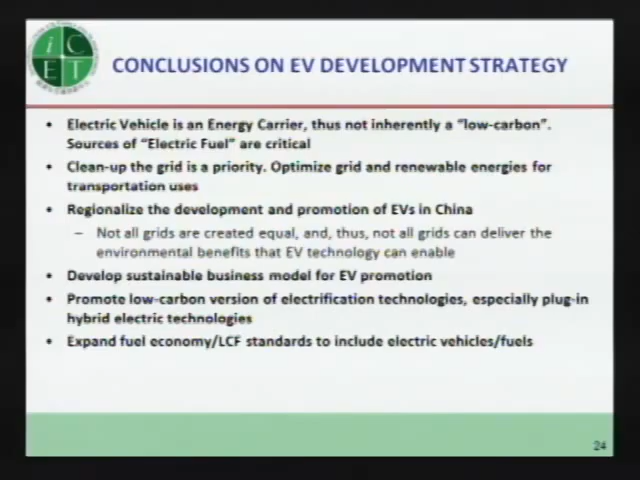 iCET
CONCLUSIONS ON EV DEVELOPMENT STRATEGY
• Electric Vehicle is an Energy Carrier, thus not inherently a "low-carbon".
Sources of "Electric Fuel" are critical
• Clean-up the grid is a priority. Optimize grid and renewable energies for
transportation uses
• Regionalize the development and promotion of EVs in China
– Not all grids are created equal, and, thus, not all grids can deliver the
environmental benefits that EV technology can enable
• Develop sustainable business model for EV promotion
• Promote low-carbon version of electrification technologies, especially plug-in
hybrid electric technologies
• Expand fuel economy/LCF standards to include electric vehicles/fuels
24